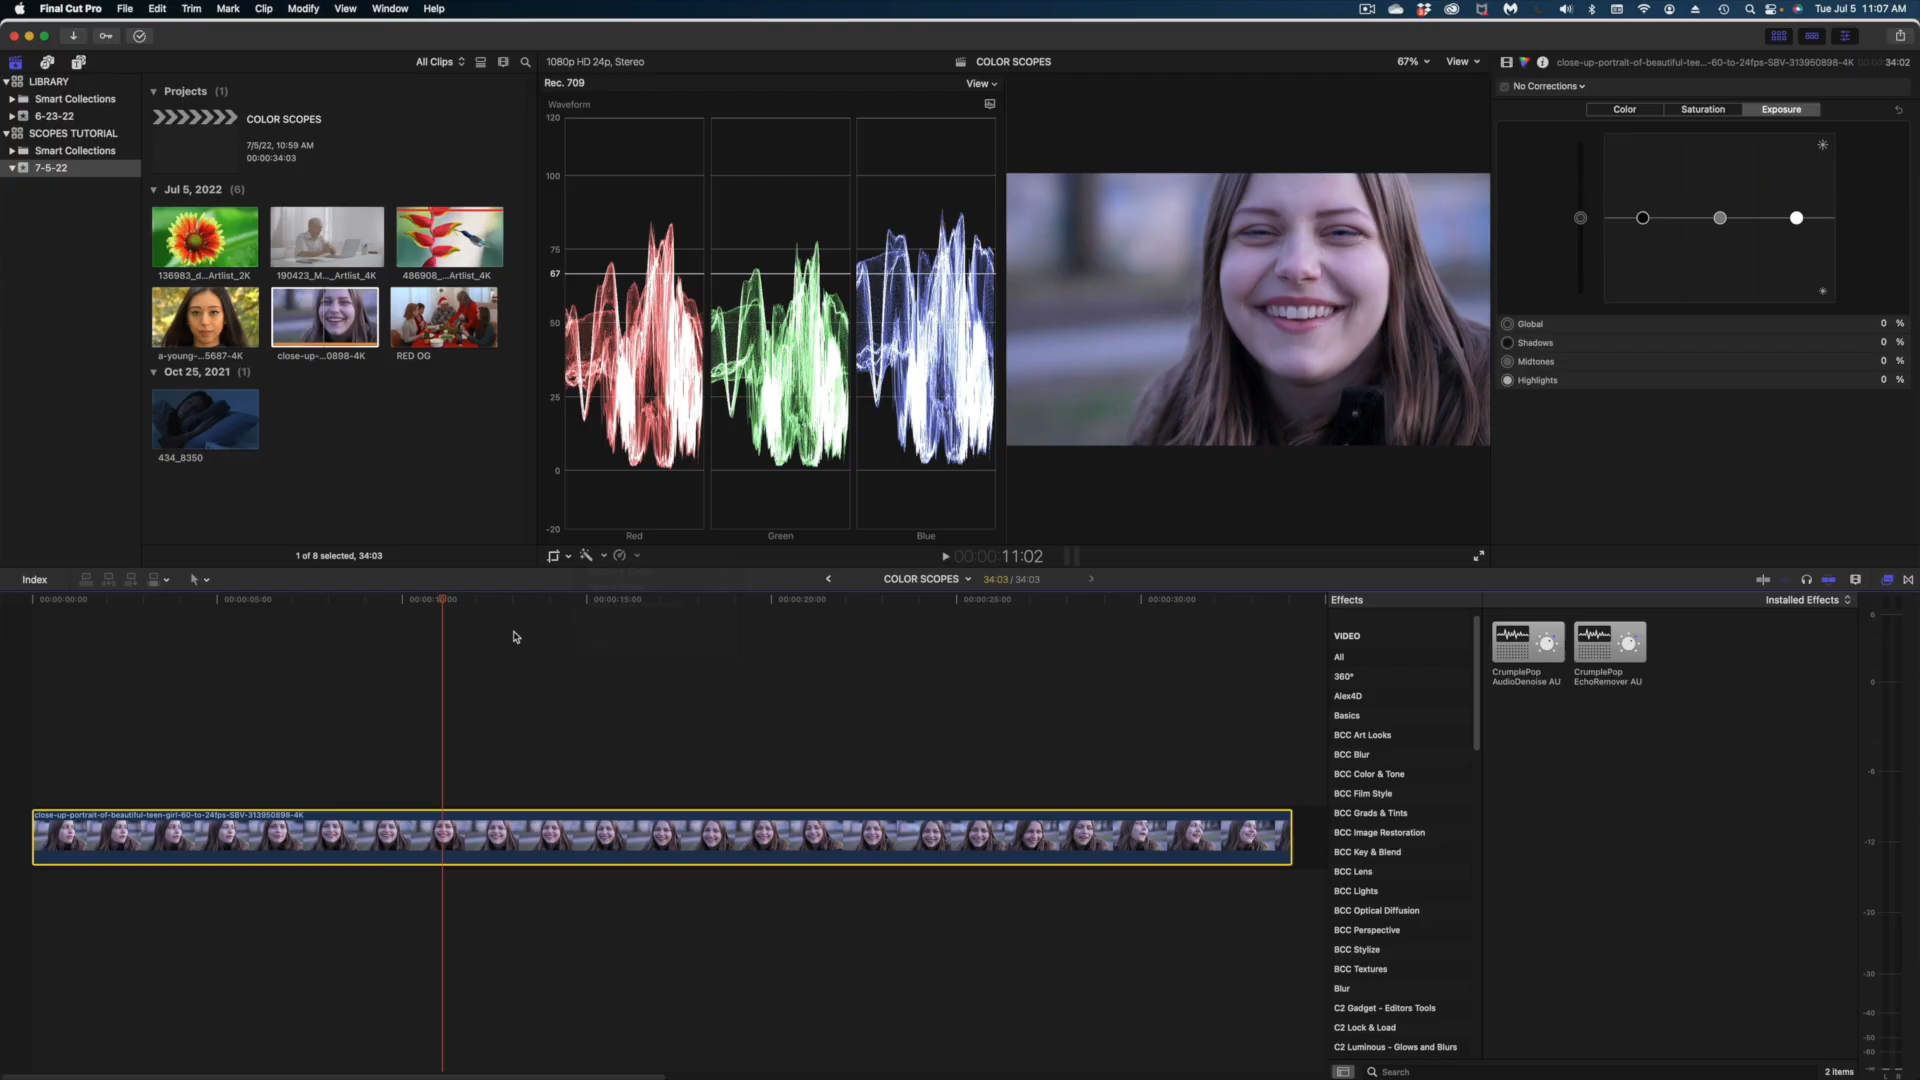 Final Cut Pro File Edit Trim Mark Clip Modify View Window Help
Tue Jul 5 11:07 AM
All Clips
1080p HD 24p, Stereo
COLOR SCOPES
67% View
close-up-portrait-of-beautiful-tee...-60-to-24fps-SBV-313950898-4K
34:02
LIBRARY
Smart Collections
6-23-22
SCOPES TUTORIAL
Smart Collections
7-5-22
Projects (1)
COLOR SCOPES
7/5/22, 10:59 AM
00:00:34:03
Jul 5, 2022 (6)
136983_d...Artlist_2K
190423_M..._Artlist_4K
486908_...Artlist_4K
a-young-...5687-4K
close-up-...0898-4K
RED OG
Oct 25, 2021 (1)
434_8350
1 of 8 selected, 34:03
Rec. 709
View
Waveform
120
100
75
67
50
25
0
-20
Red
Green
Blue
00:00:11:02
No Corrections
Color
Saturation
Exposure
Global 0 %
Shadows 0 %
Midtones 0 %
Highlights 0 %
Index
COLOR SCOPES
34:03 / 34:03
00:00:00:00
00:00:05:00
00:00:15:00
00:00:20:00
00:00:25:00
00:00:30:00
close-up-portrait-of-beautiful-teen-girl-60-to-24fps-SBV-313950898-4K
Effects
Installed Effects
VIDEO
All
360°
Alex4D
Basics
BCC Art Looks
BCC Blur
BCC Color & Tone
BCC Film Style
BCC Grads & Tints
BCC Image Restoration
BCC Key & Blend
BCC Lens
BCC Lights
BCC Optical Diffusion
BCC Perspective
BCC Stylize
BCC Textures
Blur
C2 Gadget - Editors Tools
C2 Lock & Load
C2 Luminous - Glows and Blurs
CrumplePop
AudioDenoise AU
CrumplePop
EchoRemover AU
Search
2 items
6
0
-6
-12
-20
-30
-40
-50
-60
L R